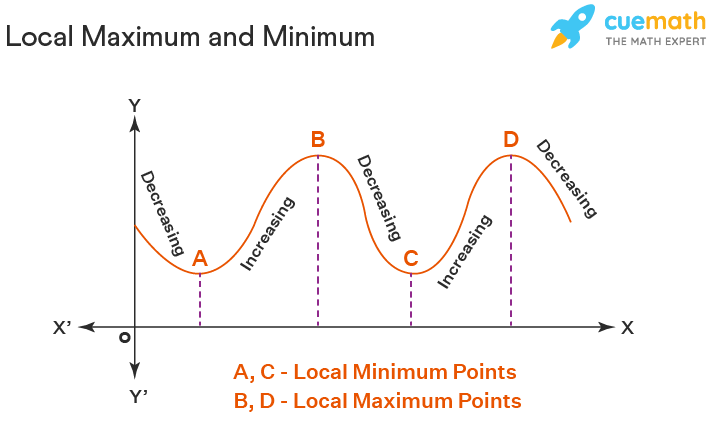 Local Maximum and Minimum
cuemath
THE MATH EXPERT
Y
B
D
Decreasing
Decreasing
Decreasing
Increasing
Increasing
A
C
X'
X
O
Y'
A, C - Local Minimum Points
B, D - Local Maximum Points